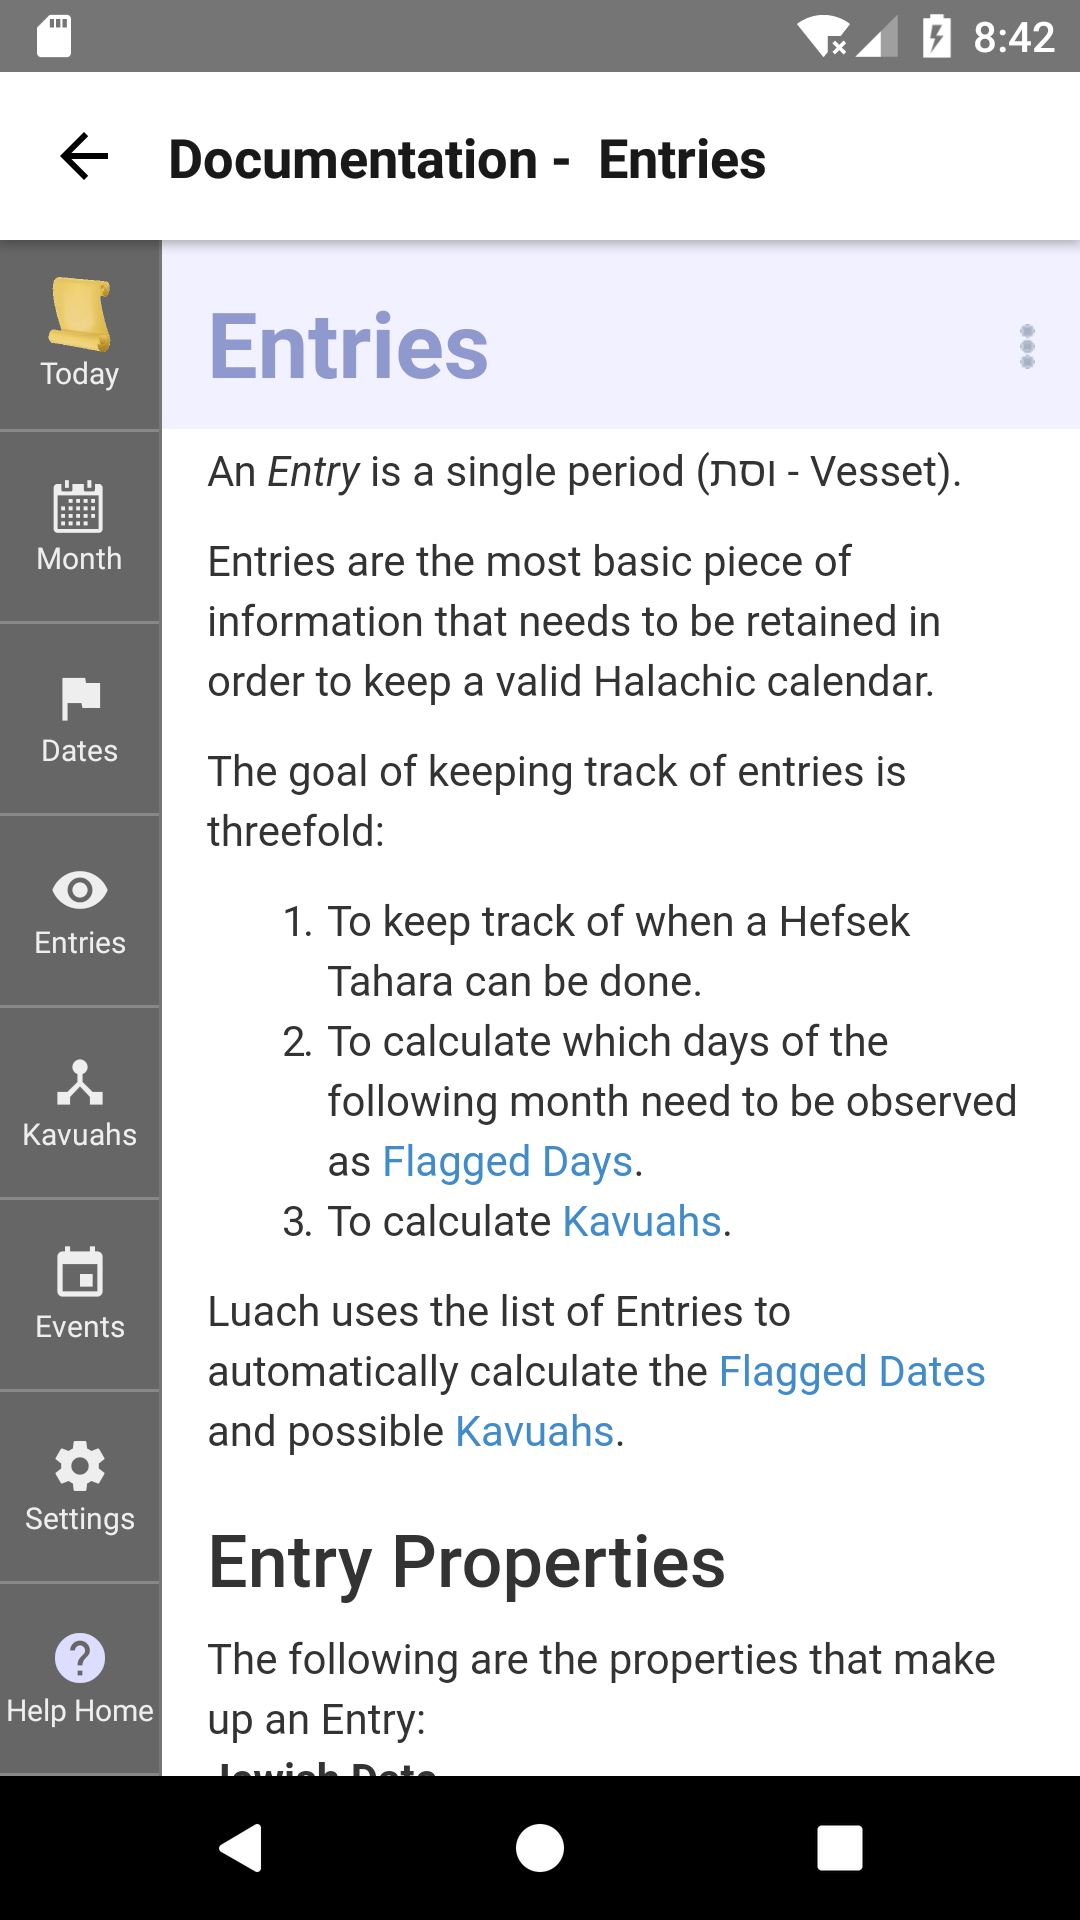 8:42
Documentation - Entries
Today
Month
Dates
Entries
Kavuahs
Events
Settings
Help Home
Entries
An Entry is a single period (וסת - Vesset).
Entries are the most basic piece of
information that needs to be retained in
order to keep a valid Halachic calendar.
The goal of keeping track of entries is
threefold:
1. To keep track of when a Hefsek
Tahara can be done.
2. To calculate which days of the
following month need to be observed
as Flagged Days.
3. To calculate Kavuahs.
Luach uses the list of Entries to
automatically calculate the Flagged Dates
and possible Kavuahs.
Entry Properties
The following are the properties that make
up an Entry:
Jewish Date